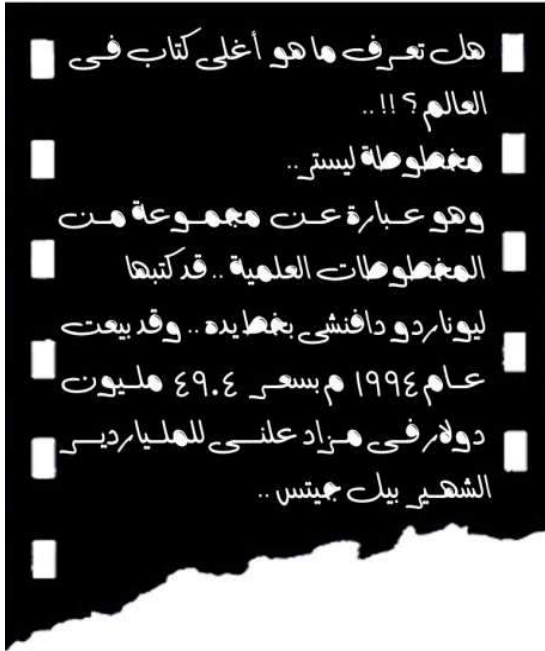 هل تعرف ما هو أغلى كتاب فى
العالم ؟ !! ..
مخطوطة ليستر ..
وهو عبارة عن مجموعة من
المخطوطات العلمية .. قد كتبها
ليوناردو دافنشى بخط يده .. وقد بيعت
عام ١٩٩٤ م بسعر ٤٩.٤ مليون
دولار فى مزاد علنى للملياردير
الشهير بيل جيتس ..